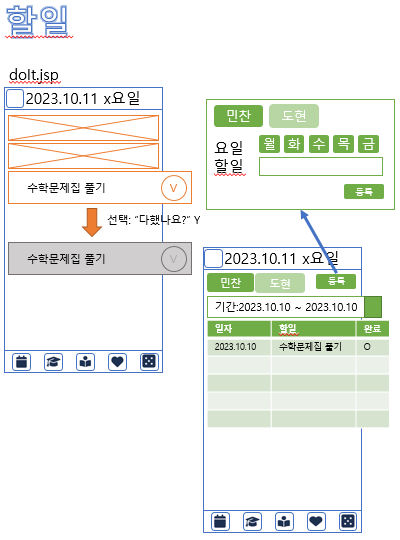 할일
doIt.jsp
2023.10.11 x요일
수학문제집 풀기
V
선택: “다했나요?” Y
수학문제집 풀기
V
민찬
도현
요일
월
화
수
목
금
할일
등록
2023.10.11 x요일
민찬
도현
등록
기간:2023.10.10 ~ 2023.10.10
일자
할일
완료
2023.10.10
수학문제집 풀기
O